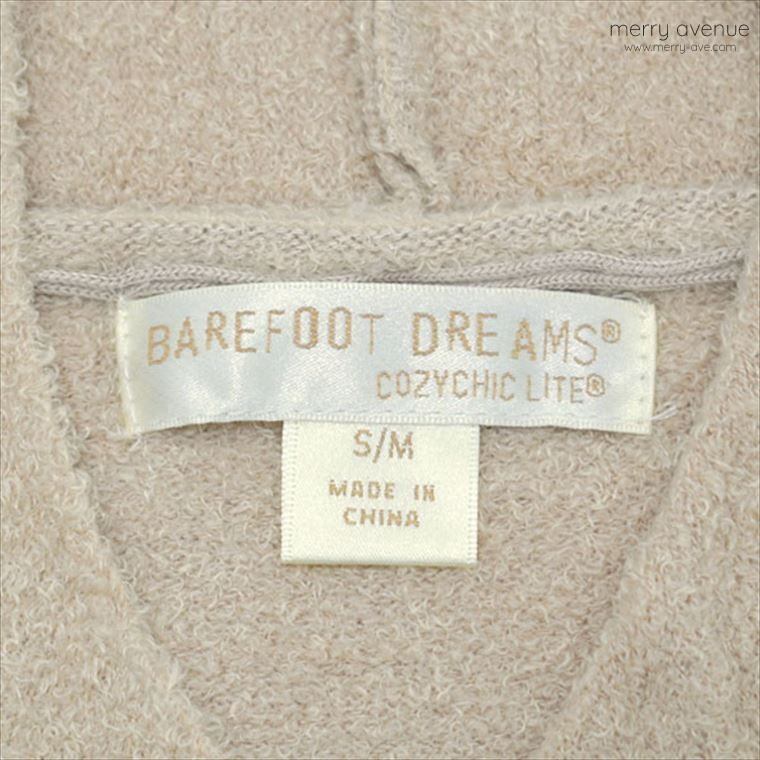 merry avenue
www.merry-ave.com
BAREFOOT DREAMS®
COZYCHIC LITE®
S/M
MADE IN
CHINA